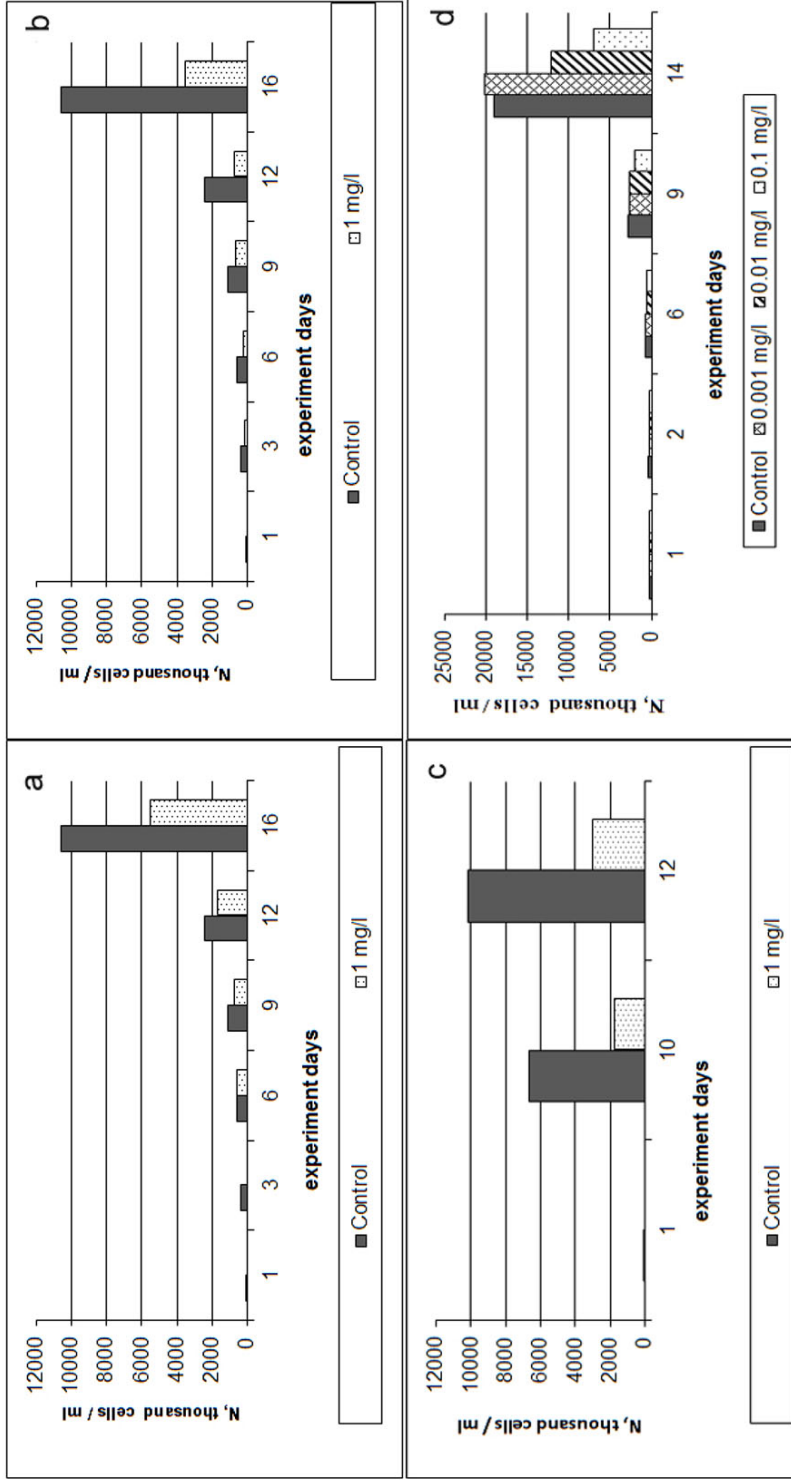 a
N, thousand cells / ml
12000
10000
8000
6000
4000
2000
0
1 3 6 9 12 16
experiment days
Control 1 mg/l
b
N, thousand cells / ml
12000
10000
8000
6000
4000
2000
0
1 3 6 9 12 16
experiment days
Control 1 mg/l
c
N, thousand cells / ml
12000
10000
8000
6000
4000
2000
0
1 10 12
experiment days
Control 1 mg/l
d
N, thousand cells / ml
25000
20000
15000
10000
5000
0
1 2 6 9 14
experiment days
Control 0.001 mg/l 0.01 mg/l 0.1 mg/l